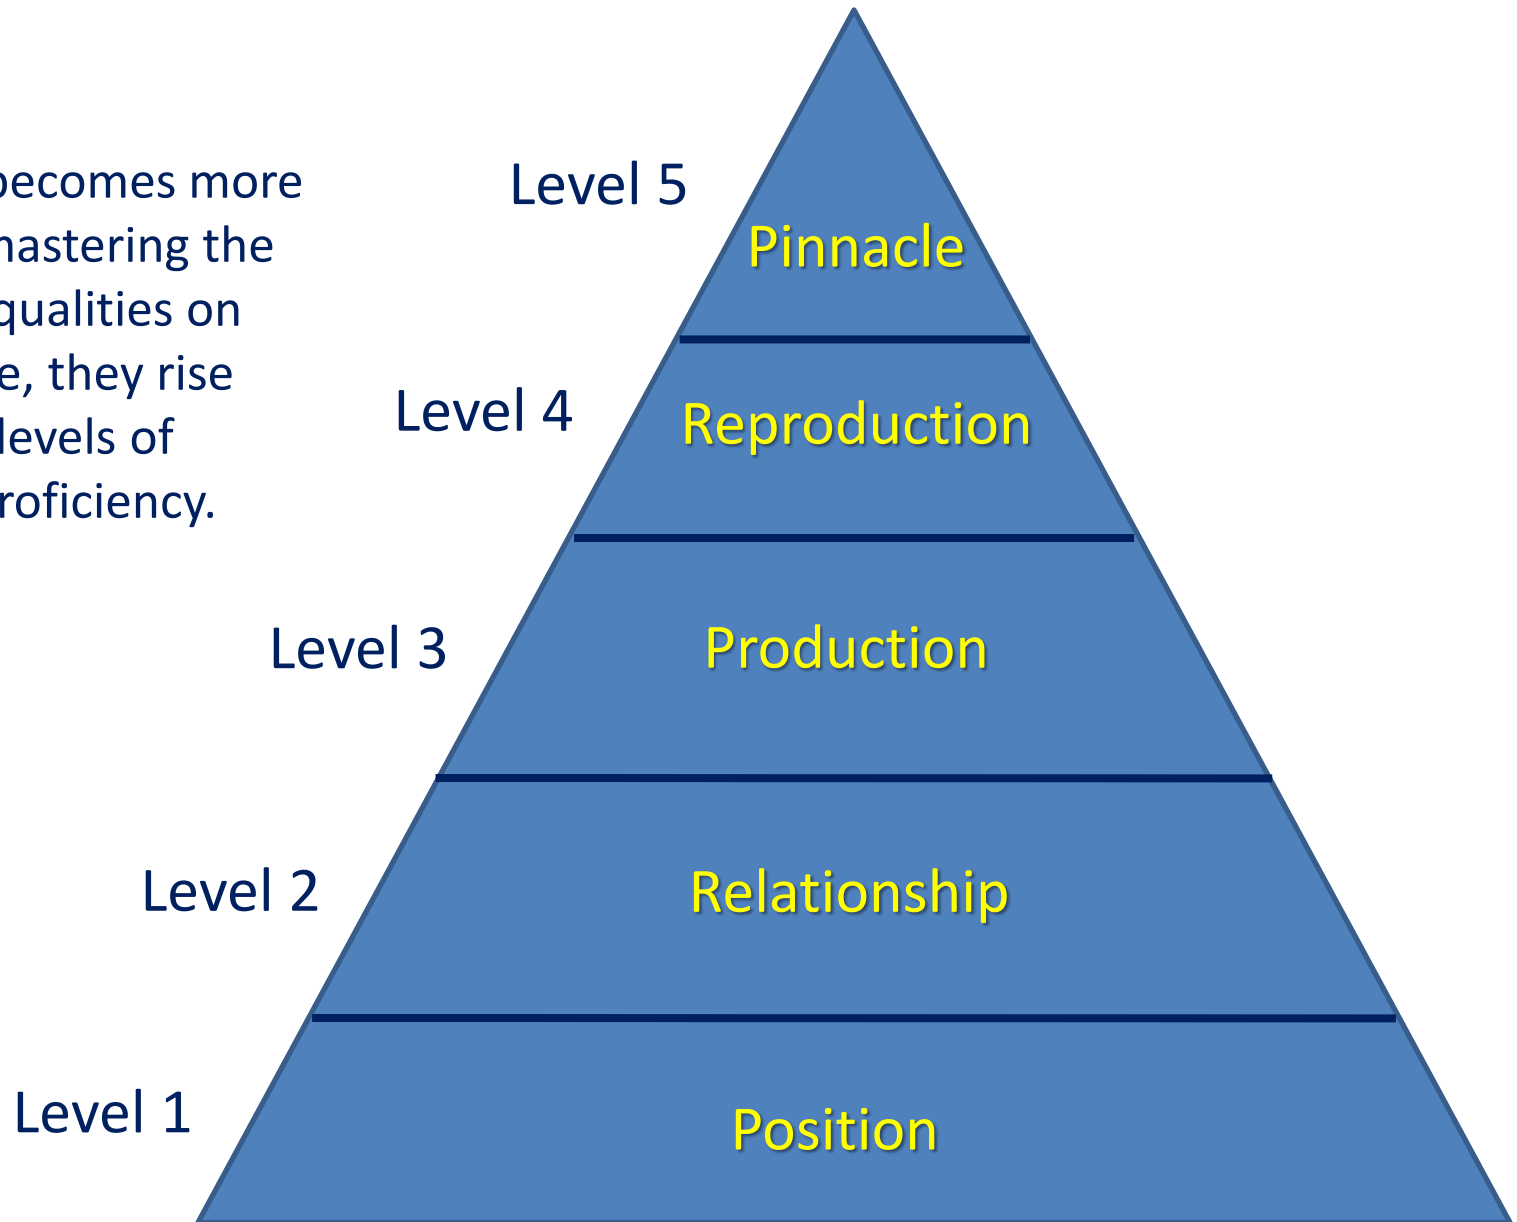 becomes more
mastering the
qualities on
e, they rise
levels of
roficiency.
Level 5
Pinnacle
Level 4
Reproduction
Level 3
Production
Level 2
Relationship
Level 1
Position